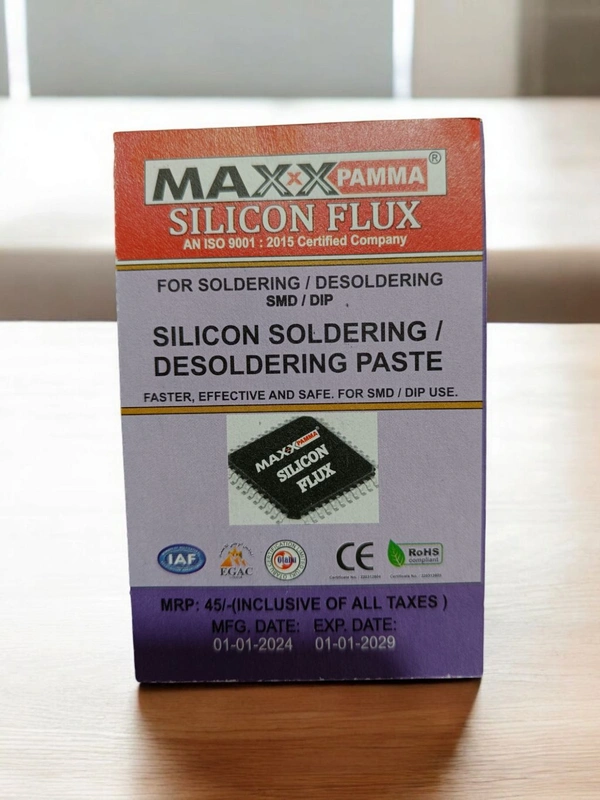 MAXXX PAMMA®
SILICON FLUX
AN ISO 9001 : 2015 Certified Company
FOR SOLDERING / DESOLDERING
SMD / DIP
SILICON SOLDERING /
DESOLDERING PASTE
FASTER, EFFECTIVE AND SAFE. FOR SMD / DIP USE.
MAXXX PAMMA
SILICON
FLUX
IAF
EGAC
CE
RoHS
compliant
MRP: 45/-(INCLUSIVE OF ALL TAXES )
MFG. DATE: EXP. DATE:
01-01-2024 01-01-2029